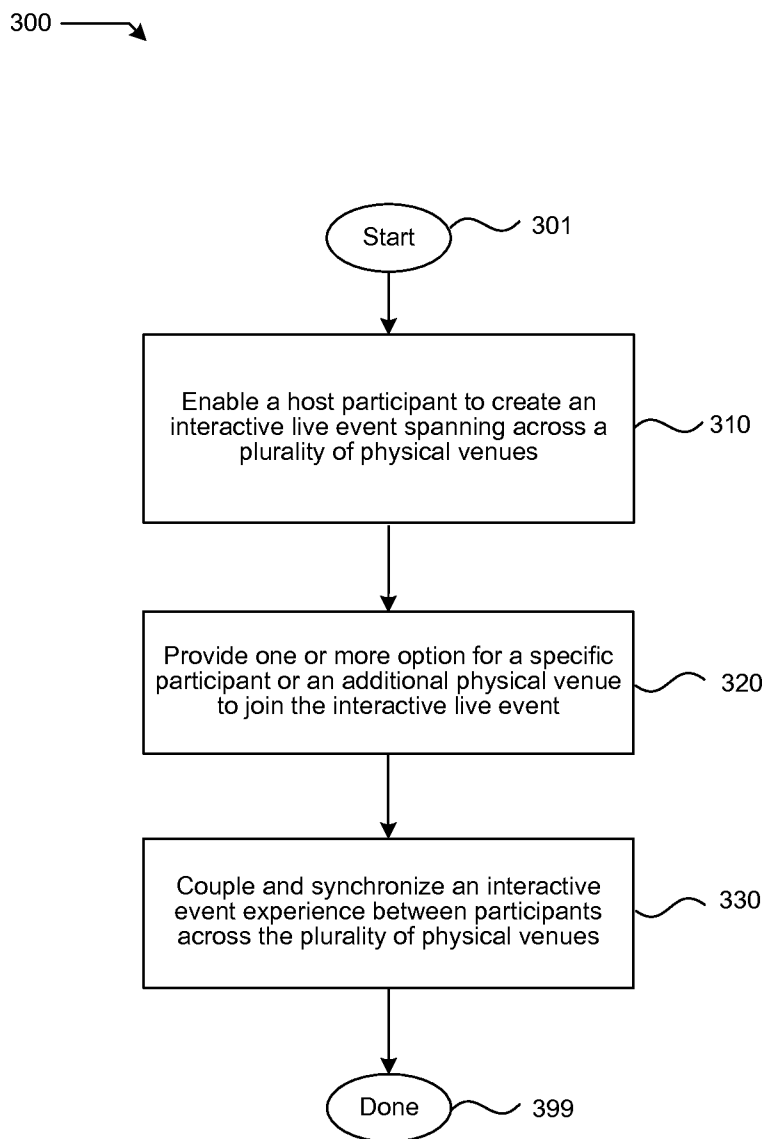 300
Start
301
Enable a host participant to create an
interactive live event spanning across a
plurality of physical venues
310
Provide one or more option for a specific
participant or an additional physical venue
to join the interactive live event
320
Couple and synchronize an interactive
event experience between participants
across the plurality of physical venues
330
Done
399